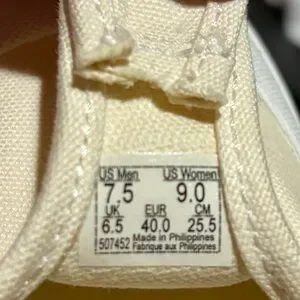 US Men US Women
7.5 9.0
UK EUR CM
6.5 40.0 25.5
507452 Made in Philippines
Fabrique aux Philippines